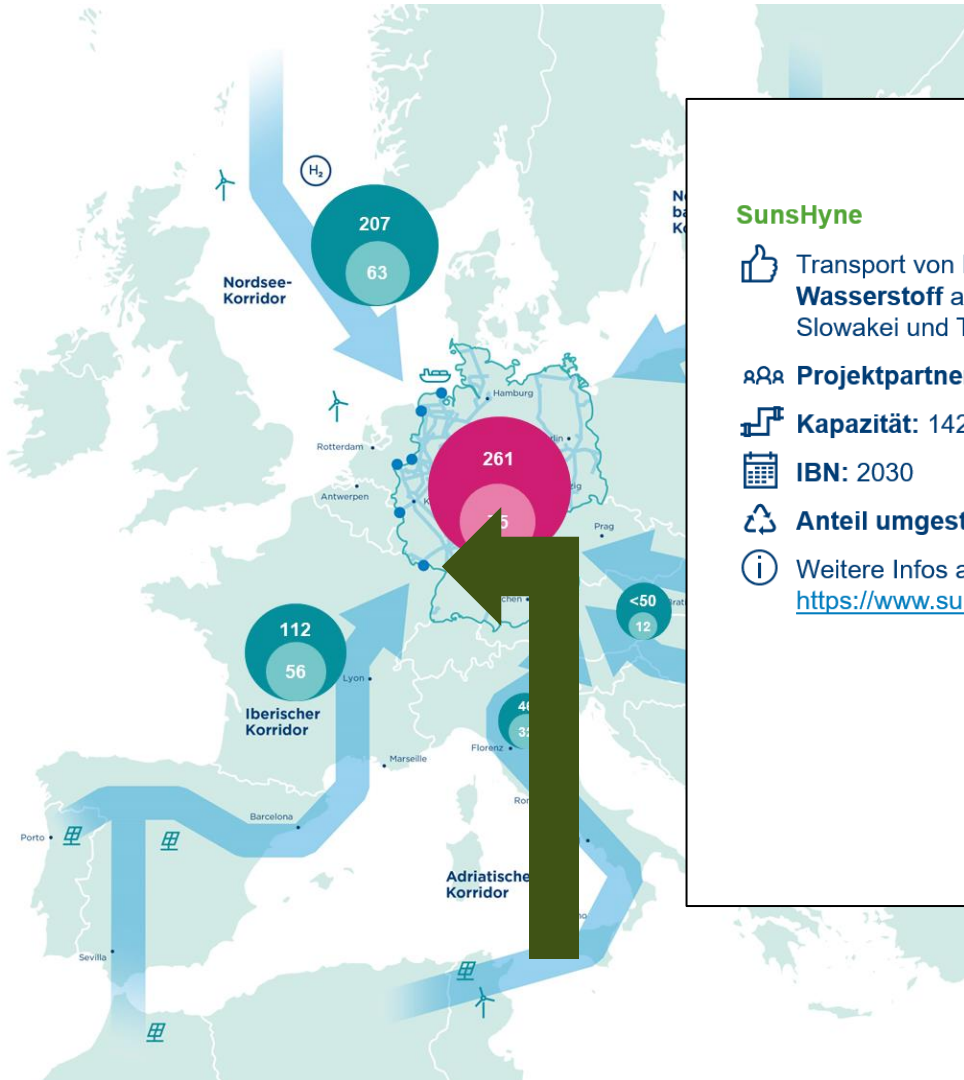 H₂
207
63
Nordsee-
Korridor
Hamburg
Rotterdam
Antwerpen
261
Prag
<50
12
112
56
Lyon
Iberischer
Korridor
Florenz
Marseille
Barcelona
Porto
Adriatische
Korridor
Sevilla
SunsHyne
Transport von
Wasserstoff
Slowakei und
Projektpartne
Kapazität: 142
IBN: 2030
Anteil umgest
Weitere Infos
https://www.su